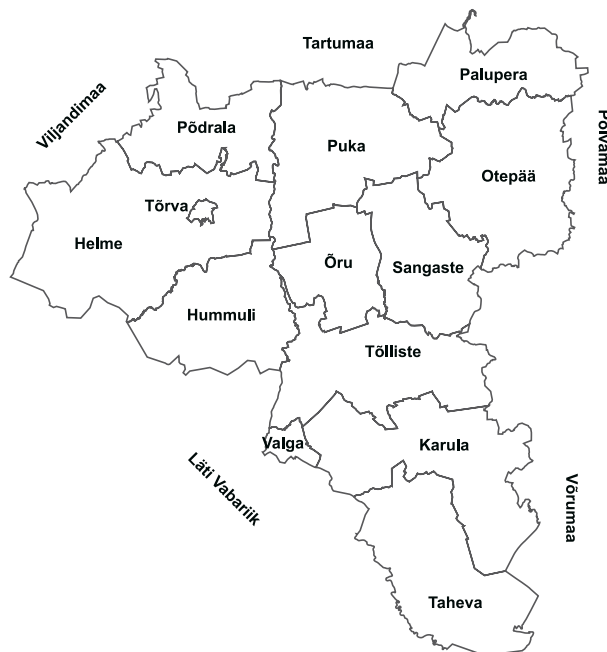 Tartumaa
Palupera
Viljandimaa
Põlvamaa
Põdrala
Puka
Otepää
Tõrva
Helme
Õru
Sangaste
Hummuli
Tõlliste
Valga
Karula
Läti Vabariik
Võrumaa
Taheva